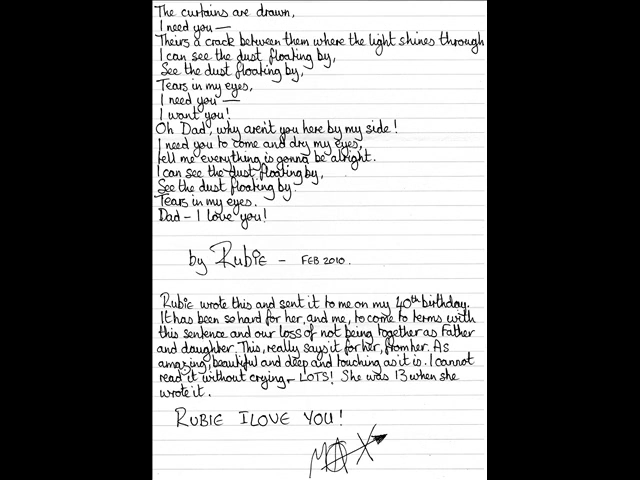 The curtains are drawn,
I need you —
Theirs a crack between them where the light shines through
I can see the dust floating by,
See the dust floating by,
Tears in my eyes,
I need you —
I want you!
Oh Dad, why aren't you here by my side!
I need you to come and dry my eyes,
tell me everything is gonna be alright.
I can see the dust floating by,
See the dust floating by.
Tears in my eyes.
Dad – I love you!
by RubiE – FEB 2010.
RubiE wrote this and sent it to me on my 40th birthday.
It has been so hard for her, and me, to come to terms with
this sentence and our loss of not being together as Father
and daughter. This, really says it for her, from her. As
amazing, beautiful and deep and touching as it is. I cannot
read it without crying – LOTS! She was 13 when she
wrote it.
RUBIE I LOVE YOU!
MAX